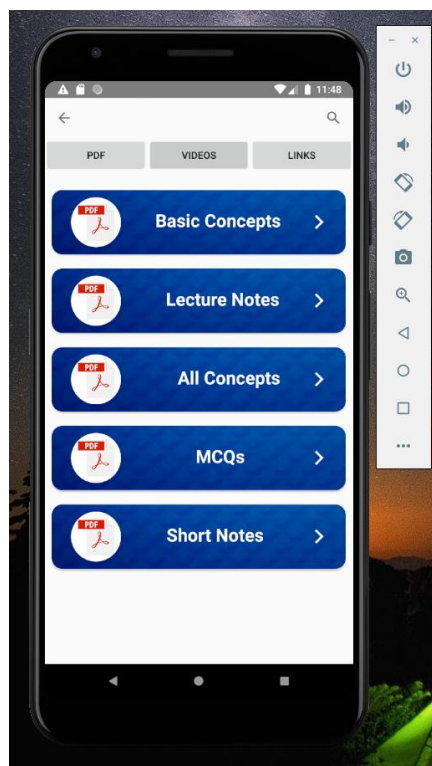 11:48
PDF VIDEOS LINKS
PDF
Basic Concepts
PDF
Lecture Notes
PDF
All Concepts
PDF
MCQs
PDF
Short Notes